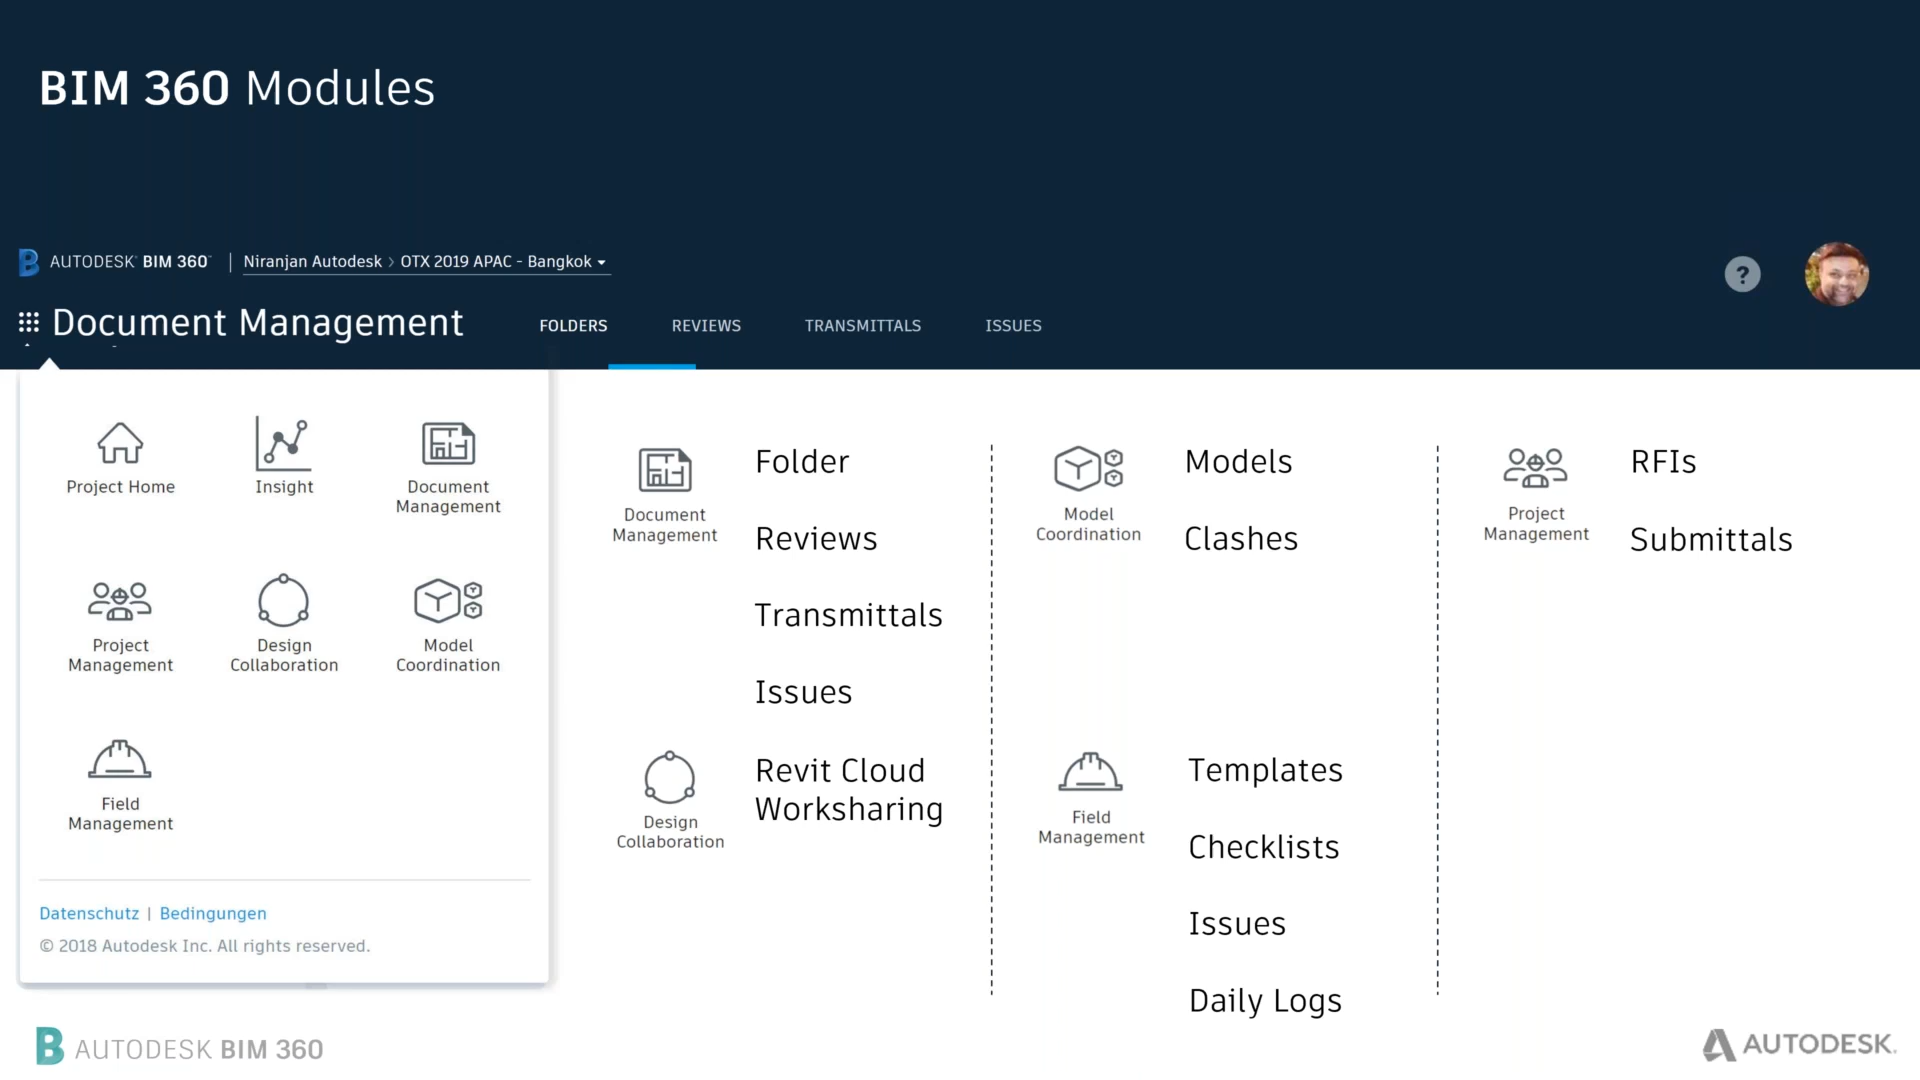 BIM 360 Modules
AUTODESK® BIM 360™ | Niranjan Autodesk > OTX 2019 APAC - Bangkok
?
Document Management
FOLDERS REVIEWS TRANSMITTALS ISSUES
Project Home
Insight
Document
Management
Project
Management
Design
Collaboration
Model
Coordination
Field
Management
Datenschutz | Bedingungen
© 2018 Autodesk Inc. All rights reserved.
Document
Management
Folder
Reviews
Transmittals
Issues
Design
Collaboration
Revit Cloud
Worksharing
Model
Coordination
Models
Clashes
Field
Management
Templates
Checklists
Issues
Daily Logs
Project
Management
RFIs
Submittals
B AUTODESK BIM 360
AUTODESK.